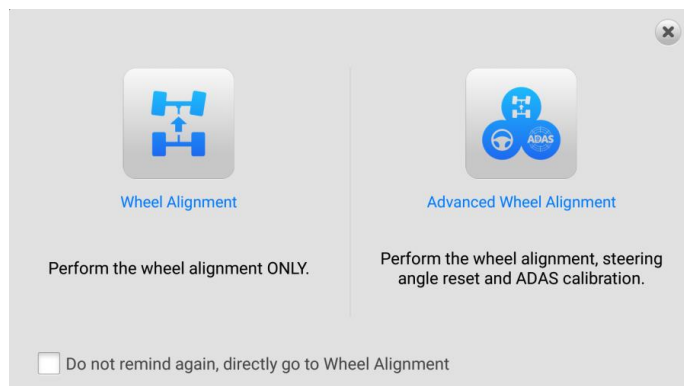 ADAS
Wheel Alignment
Perform the wheel alignment ONLY.
Advanced Wheel Alignment
Perform the wheel alignment, steering
angle reset and ADAS calibration.
Do not remind again, directly go to Wheel Alignment